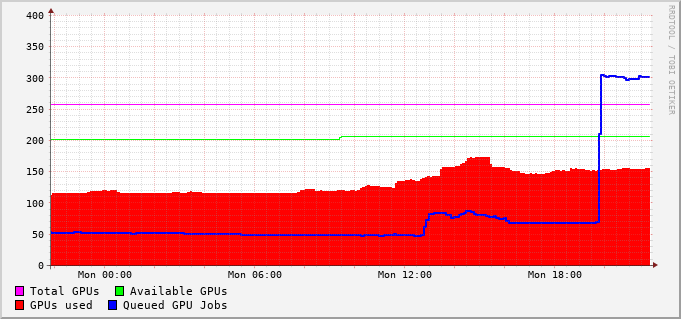 400
350
300
250
200
150
100
50
0
Mon 00:00 Mon 06:00 Mon 12:00 Mon 18:00
Total GPUs Available GPUs
GPUs used Queued GPU Jobs
RRDTOOL / TOBI OETIKER